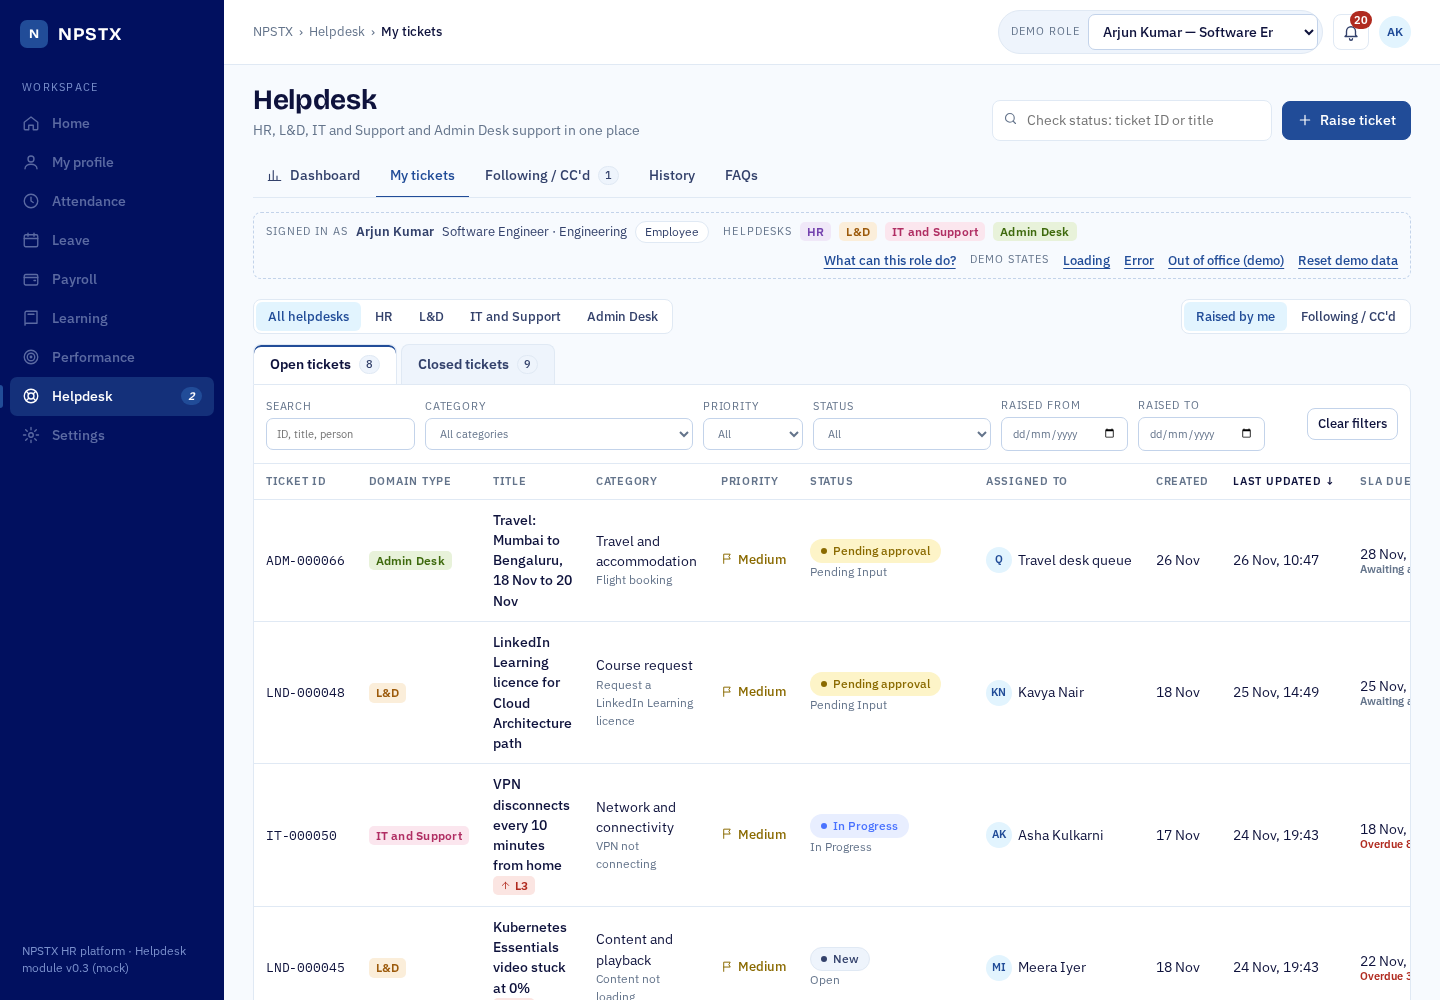 N NPSTX
NPSTX › Helpdesk › My tickets
DEMO ROLE Arjun Kumar — Software Er
20
AK
WORKSPACE
Home
My profile
Attendance
Leave
Payroll
Learning
Performance
Helpdesk 2
Settings
NPSTX HR platform · Helpdesk
module v0.3 (mock)
Helpdesk
HR, L&D, IT and Support and Admin Desk support in one place
Check status: ticket ID or title
Raise ticket
Dashboard My tickets Following / CC'd 1 History FAQs
SIGNED IN AS Arjun Kumar Software Engineer · Engineering Employee HELPDESKS HR L&D IT and Support Admin Desk
What can this role do? DEMO STATES Loading Error Out of office (demo) Reset demo data
All helpdesks HR L&D IT and Support Admin Desk
Raised by me Following / CC'd
Open tickets 8 Closed tickets 9
SEARCH CATEGORY PRIORITY STATUS RAISED FROM RAISED TO
ID, title, person All categories All All dd/mm/yyyy dd/mm/yyyy Clear filters
TICKET ID DOMAIN TYPE TITLE CATEGORY PRIORITY STATUS ASSIGNED TO CREATED LAST UPDATED ↓ SLA DUE
ADM-000066
Admin Desk
Travel:
Mumbai to
Bengaluru,
18 Nov to 20
Nov
Travel and
accommodation
Flight booking
Medium
Pending approval
Pending Input
Q Travel desk queue
26 Nov
26 Nov, 10:47
28 Nov,
Awaiting
LND-000048
L&D
LinkedIn
Learning
licence for
Cloud
Architecture
path
Course request
Request a
LinkedIn Learning
licence
Medium
Pending approval
Pending Input
KN Kavya Nair
18 Nov
25 Nov, 14:49
25 Nov,
Awaiting
IT-000050
IT and Support
VPN
disconnects
every 10
minutes
from home
↑ L3
Network and
connectivity
VPN not
connecting
Medium
In Progress
In Progress
AK Asha Kulkarni
17 Nov
24 Nov, 19:43
18 Nov,
Overdue
LND-000045
L&D
Kubernetes
Essentials
video stuck
at 0%
Content and
playback
Content not
loading
Medium
New
Open
MI Meera Iyer
18 Nov
24 Nov, 19:43
22 Nov,
Overdue